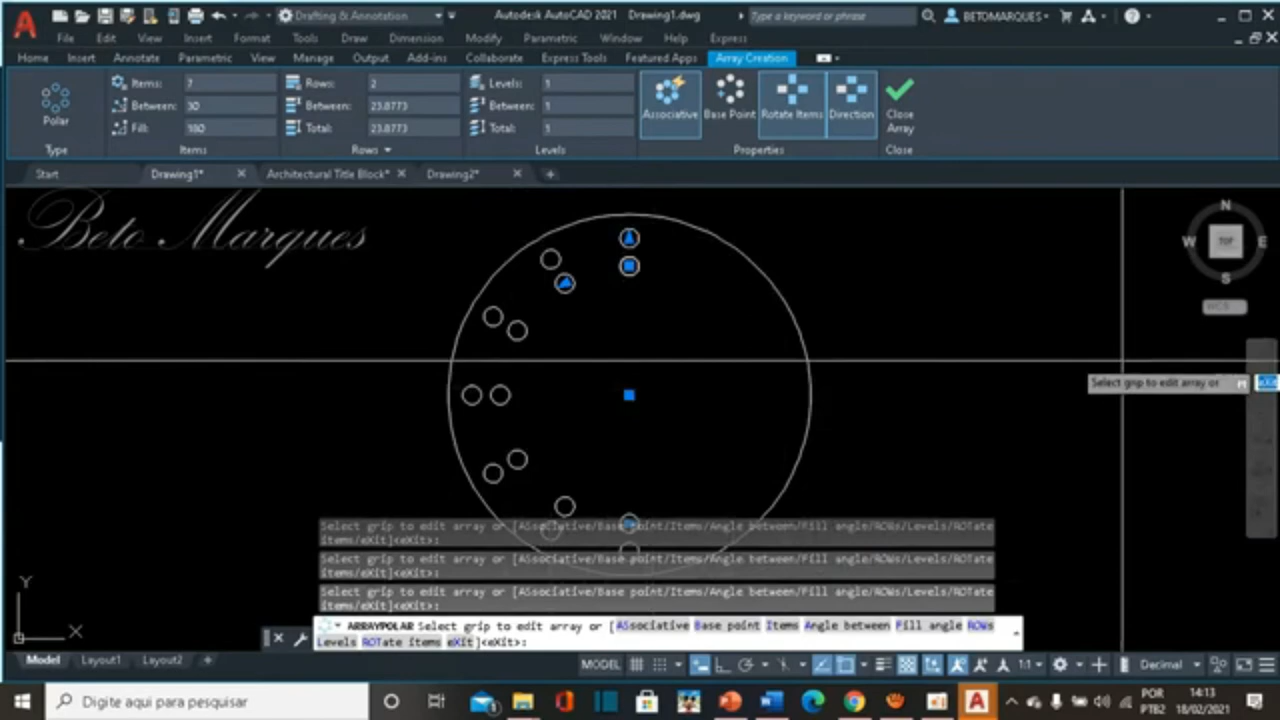 Drafting & Annotation
Autodesk AutoCAD 2021 Drawing1.dwg
Type a keyword or phrase
BETOMARQUES
File Edit View Insert Format Tools Draw Dimension Modify Parametric Window Help Express
Home Insert Annotate Parametric View Manage Output Add-ins Collaborate Express Tools Featured Apps Array Creation
Items: 7 Rows: 2 Levels: 1
Between: 30 Between: 23.8773 Between: 1
Fill: 180 Total: 23.8773 Total: 1
Polar
Associative Base Point Rotate Items Direction Close
Array
Type Items Rows Levels Properties Close
Start Drawing1* Architectural Title Block* Drawing2*
Beto Marques
N
W TOP E
S
WCS
Select grip to edit array or eXit
Select grip to edit array or [ASsociative/Base point/Items/Angle between/Fill angle/ROWs/Levels/ROTate
items/eXit]<eXit>:
Select grip to edit array or [ASsociative/Base point/Items/Angle between/Fill angle/ROWs/Levels/ROTate
items/eXit]<eXit>:
Select grip to edit array or [ASsociative/Base point/Items/Angle between/Fill angle/ROWs/Levels/ROTate
items/eXit]<eXit>:
ARRAYPOLAR Select grip to edit array or [ASsociative Base point Items Angle between Fill angle ROWs
Levels ROTate items eXit]<eXit>:
Y
X
Model Layout1 Layout2 +
MODEL 1:1 Decimal
Digite aqui para pesquisar
POR 14:13
PTB2 18/02/2021